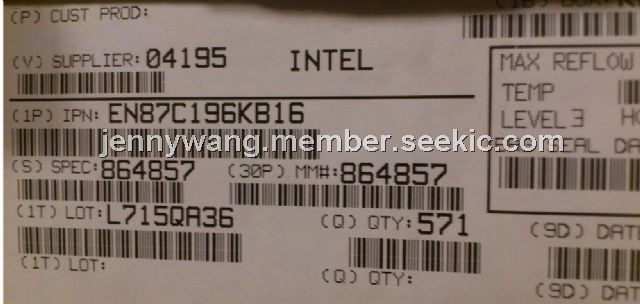 (P) CUST PROD:
(V) SUPPLIER: 04195 INTEL
MAX REFLOW
TEMP
LEVEL 3
(1P) IPN: EN87C196KB16
jennywang.member.seekic.com
(S) SPEC: 864857 (30P) MM#: 864857
(1T) LOT: L715QA36 (Q) QTY: 571
(9D) DATE
(1T) LOT: (Q) QTY:
(9D) DATE